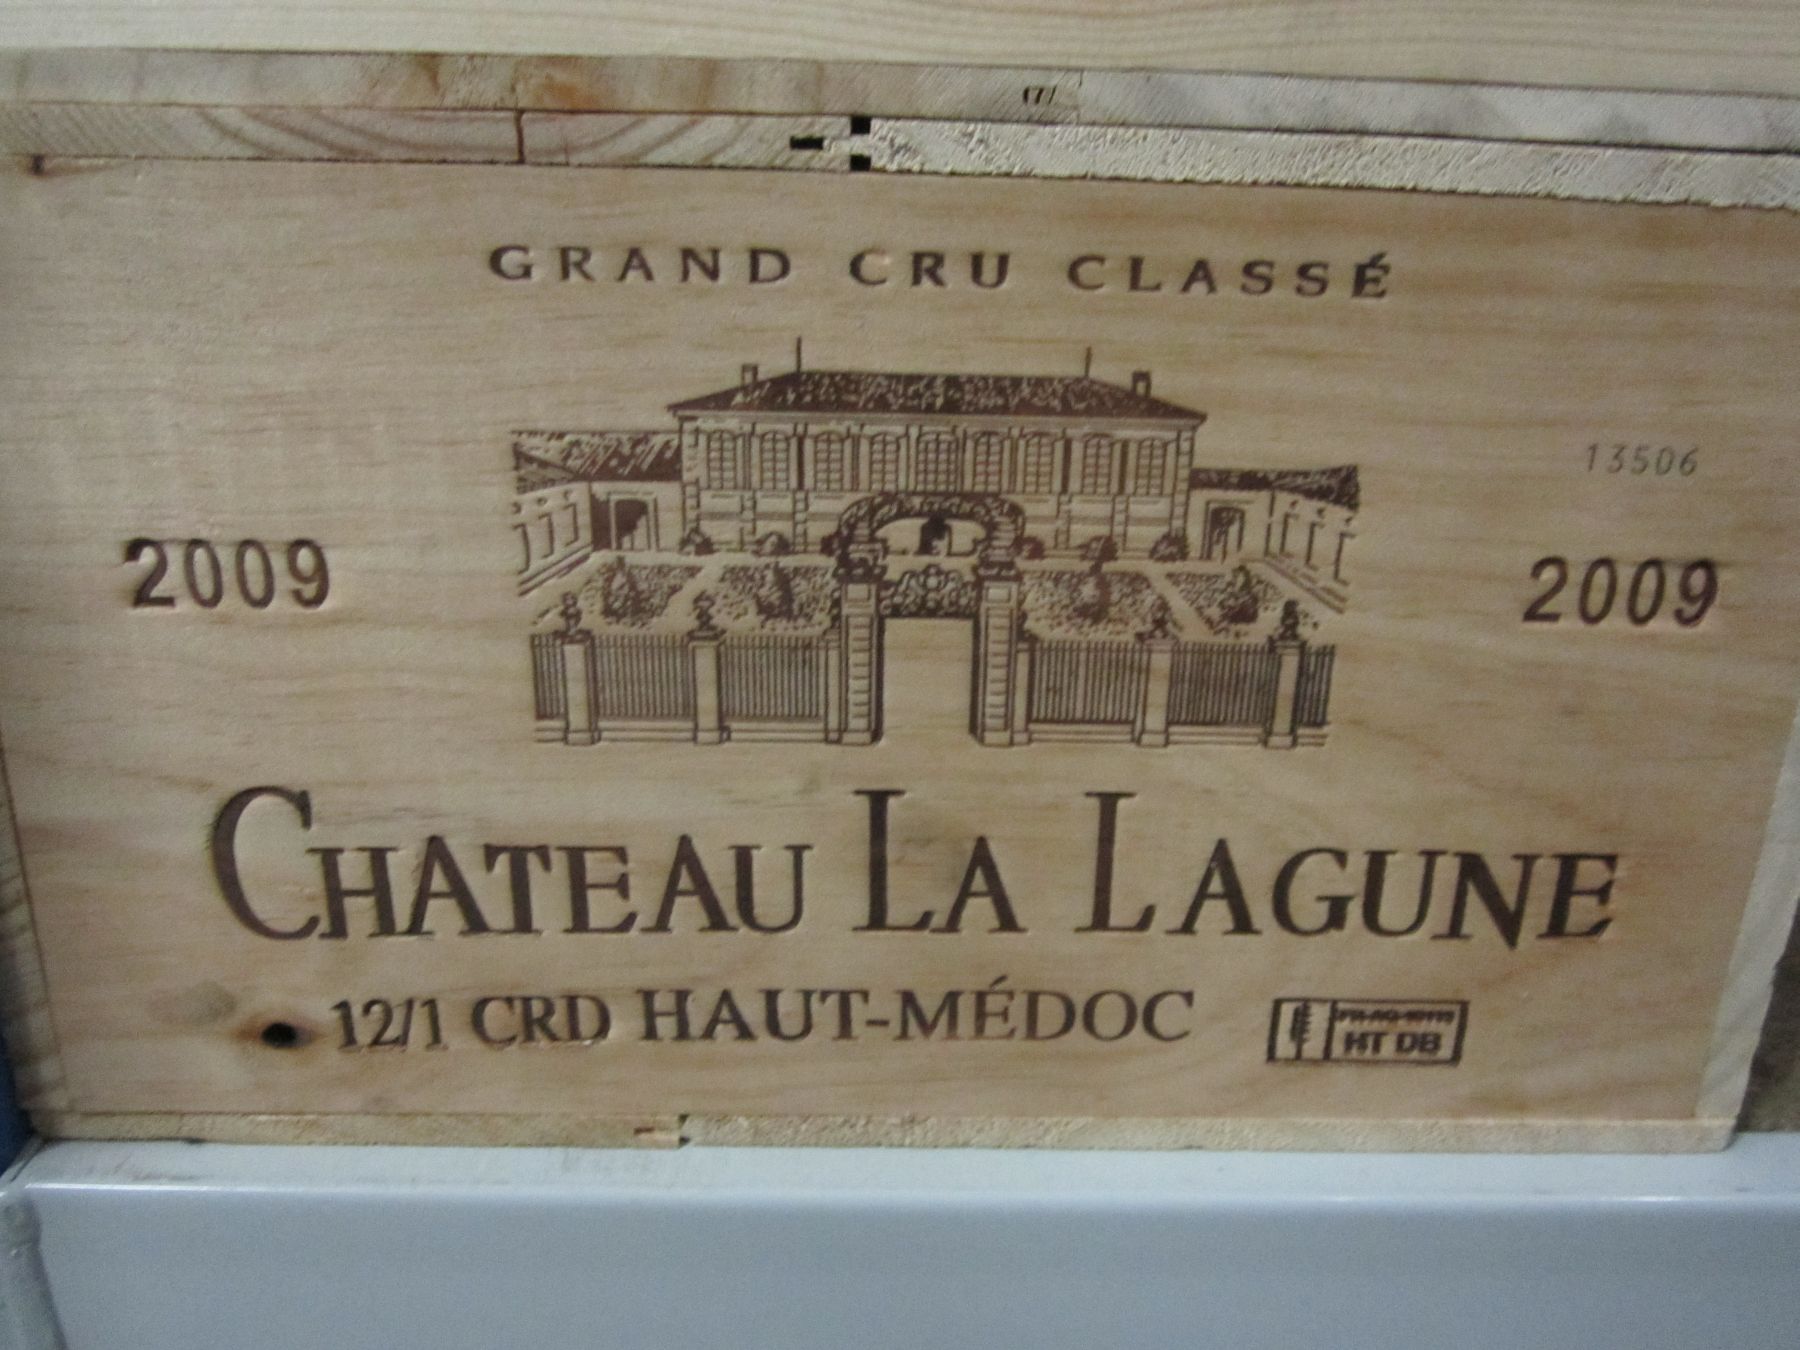 GRAND CRU CLASSÉ
13506
2009
2009
CHATEAU LA LAGUNE
12/1 CRD HAUT-MÉDOC
HT DB